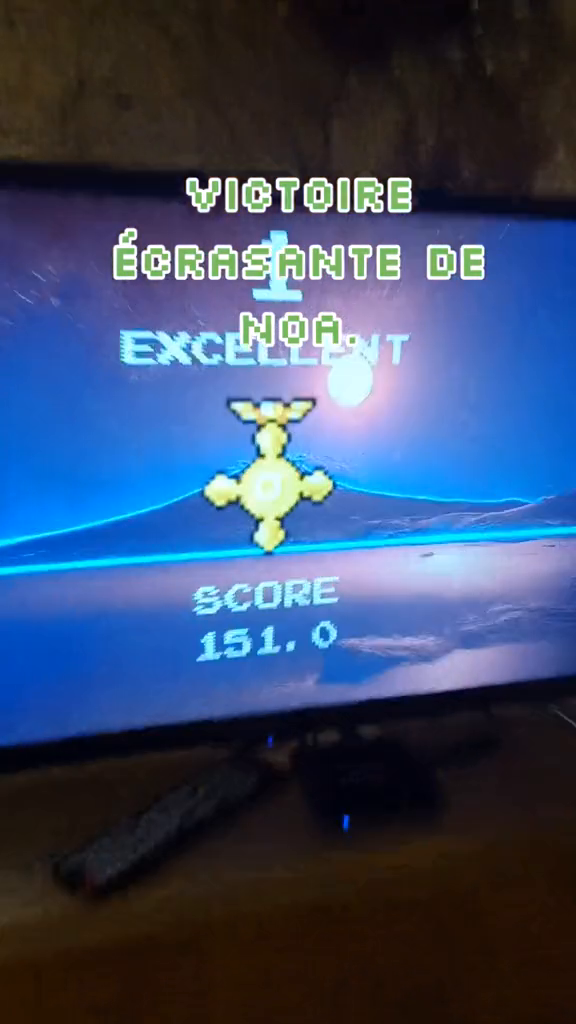 VICTOIRE
ÉCRASANTE DE
NOA.
1
EXCELLENT
SCORE
151.0